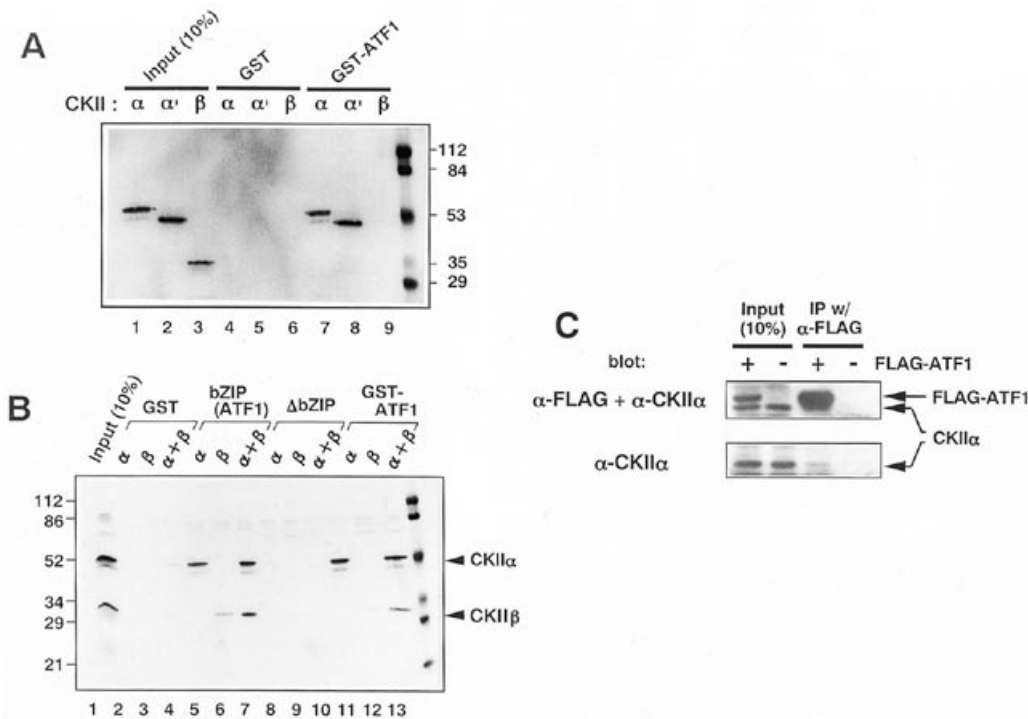 A
Input (10%)
GST
GST-ATF1
CKII : α α' β α α' β α α' β
112
84
53
35
29
1 2 3 4 5 6 7 8 9
B
Input (10%)
GST
bZIP
(ATF1)
ΔbZIP
GST-
ATF1
α β α+β α β α+β α β α+β α β α+β
112
86
52
34
29
21
CKIIα
CKIIβ
1 2 3 4 5 6 7 8 9 10 11 12 13
C
Input
(10%)
IP w/
α-FLAG
blot: + - + - FLAG-ATF1
α-FLAG + α-CKIIα
FLAG-ATF1
CKIIα
α-CKIIα